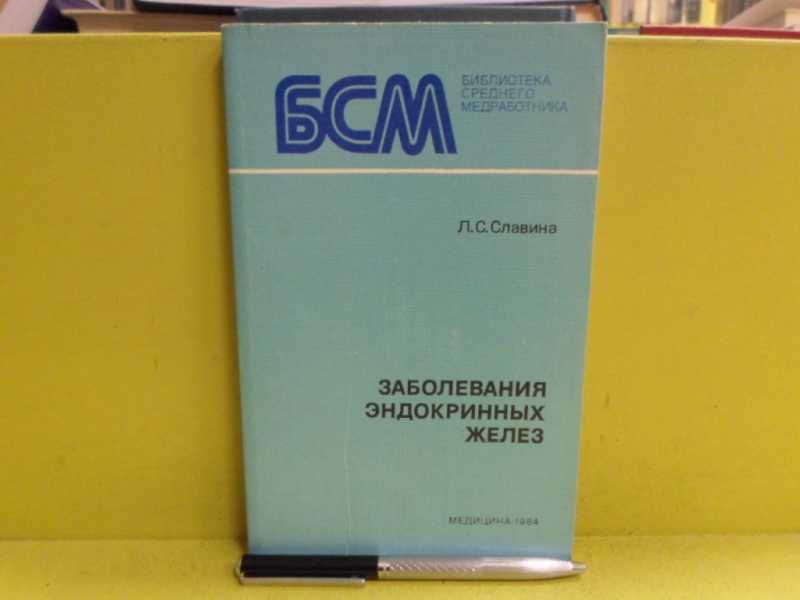 БСМ
БИБЛИОТЕКА
СРЕДНЕГО
МЕДРАБОТНИКА
Л.С.Славина
ЗАБОЛЕВАНИЯ
ЭНДОКРИННЫХ
ЖЕЛЕЗ
МЕДИЦИНА·1984